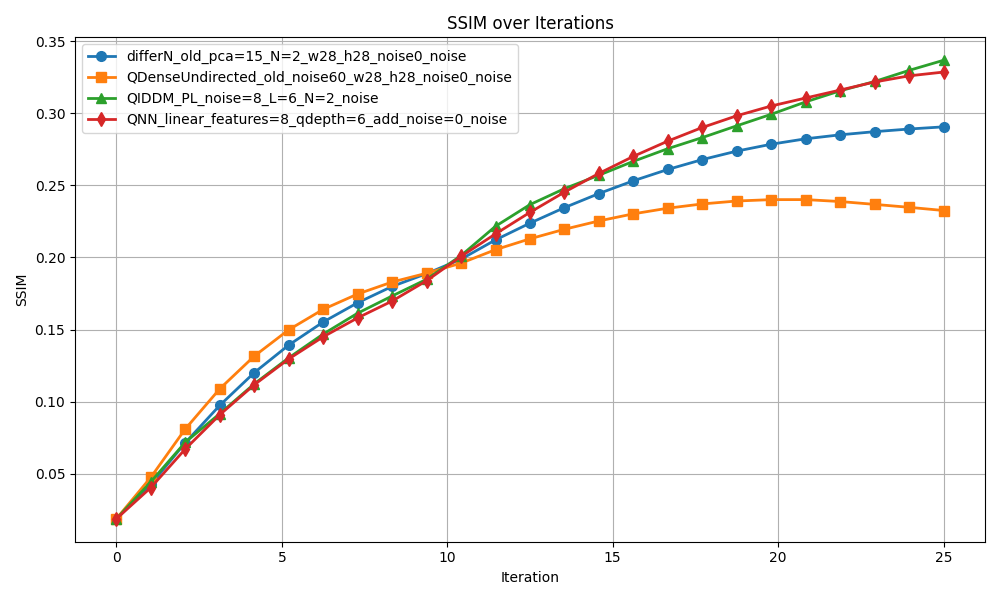 SSIM over Iterations
differN_old_pca=15_N=2_w28_h28_noise0_noise
QDenseUndirected_old_noise60_w28_h28_noise0_noise
QIDDM_PL_noise=8_L=6_N=2_noise
QNN_linear_features=8_qdepth=6_add_noise=0_noise
SSIM
0.35
0.30
0.25
0.20
0.15
0.10
0.05
0
5
10
15
20
25
Iteration